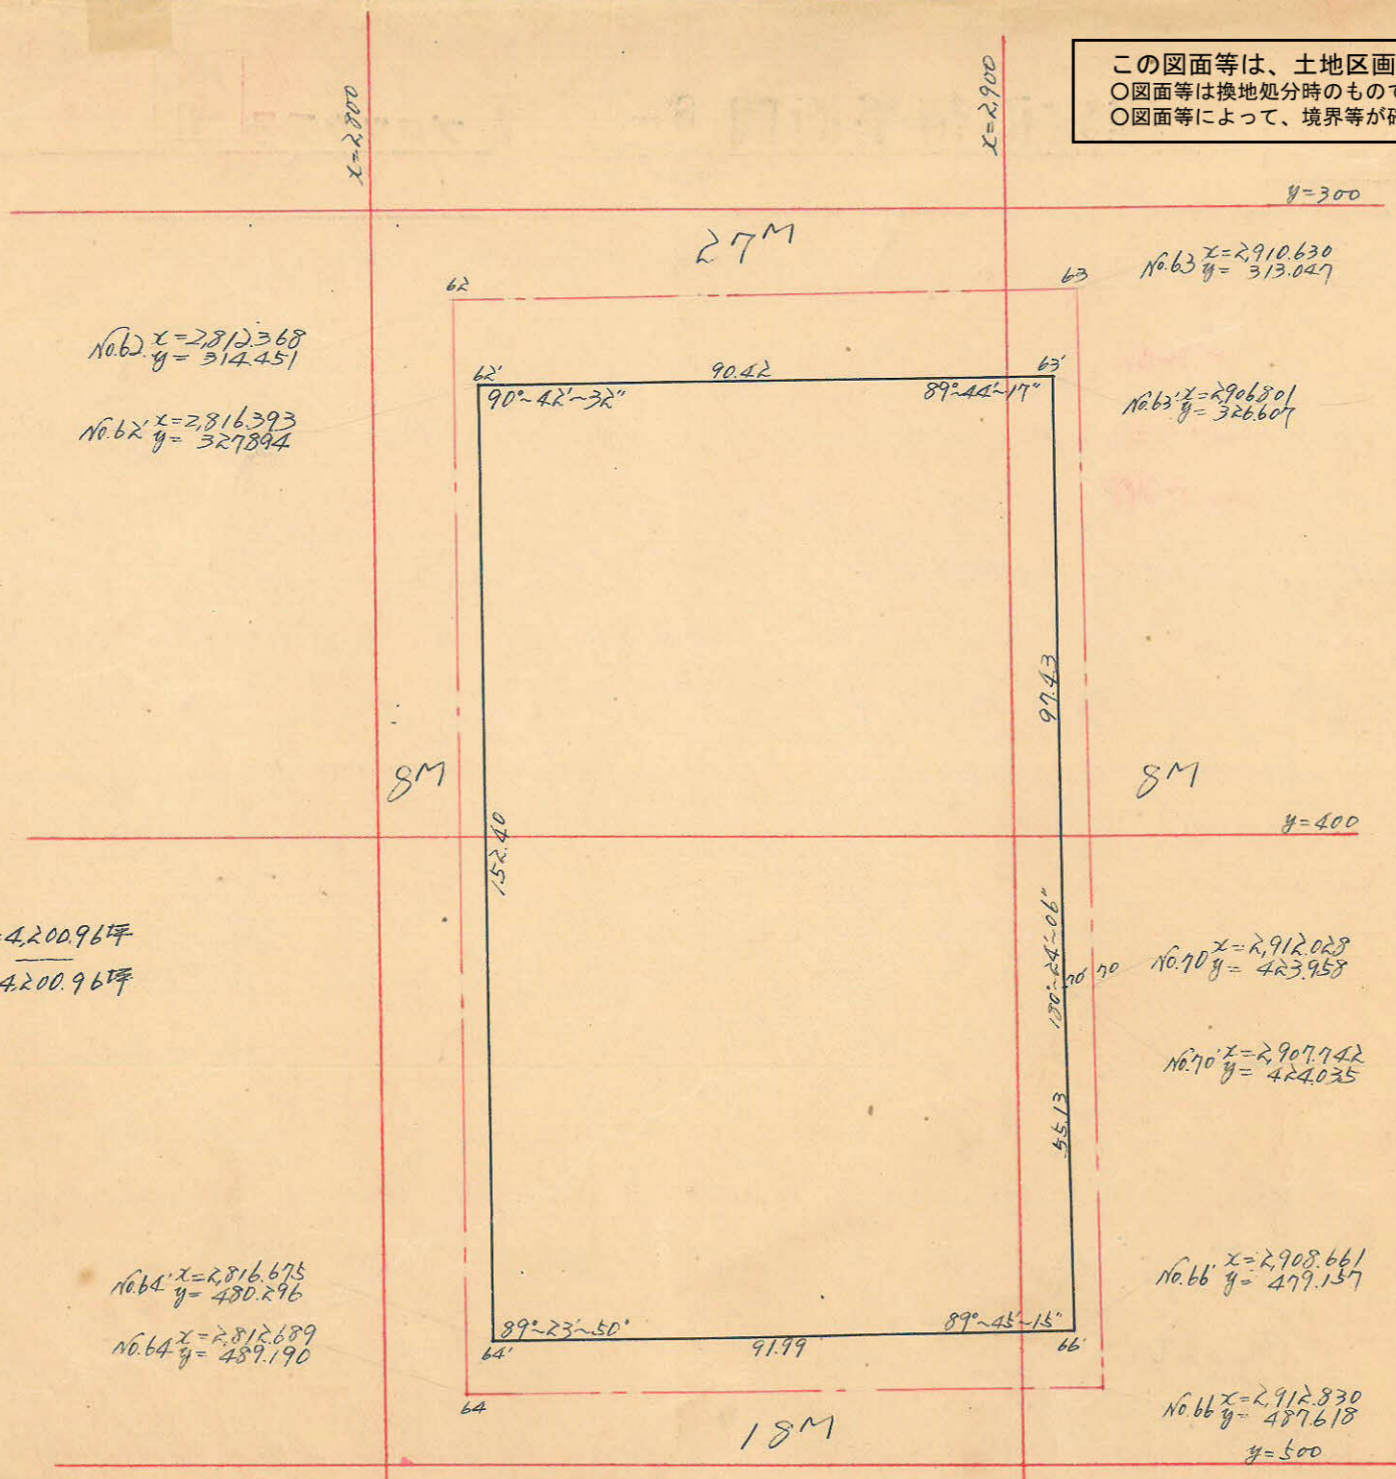 この図面等は、土地区画
○図面等は換地処分時のもので
○図面等によって、境界等が確
x=2,800
x=2,900
y=300
27M
62
63
No.63 x=2,910.630
y= 313.047
No.62 x=2,812.368
y= 314.451
62'
90.42
63'
90°~42'~32"
89°~44'~17"
No.63' x=2,906.801
y= 326.607
No.62' x=2,816.393
y= 327.894
97.43
8M
8M
152.40
y=400
=4,200.96坪
4,200.96坪
180°~24'~06"
70'
70
No.70 x=2,912.028
y= 423.958
No.70' x=2,907.742
y= 424.035
55.13
No.64' x=2,816.675
y= 480.296
No.66' x=2,908.661
y= 479.157
No.64 x=2,812.689
y= 489.190
89°~23'~50"
89°~45'~15"
64'
91.99
66'
64
No.66 x=2,912.830
y= 487.618
18M
y=500